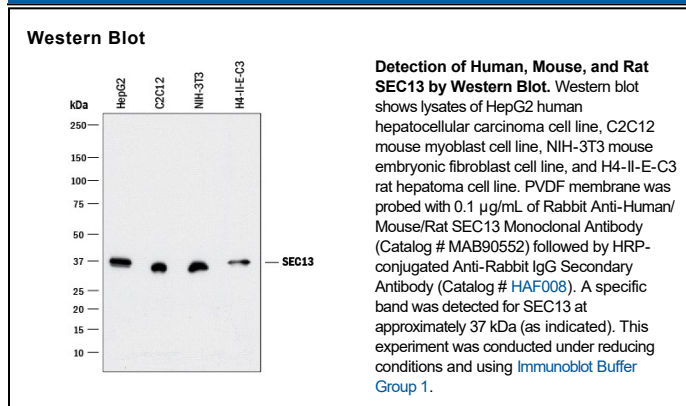 Western Blot
kDa
HepG2
C2C12
NIH-3T3
H4-II-E-C3
250
150
100
75
50
37
25
20
15
10
SEC13
Detection of Human, Mouse, and Rat
SEC13 by Western Blot. Western blot
shows lysates of HepG2 human
hepatocellular carcinoma cell line, C2C12
mouse myoblast cell line, NIH-3T3 mouse
embryonic fibroblast cell line, and H4-II-E-C3
rat hepatoma cell line. PVDF membrane was
probed with 0.1 µg/mL of Rabbit Anti-Human/
Mouse/Rat SEC13 Monoclonal Antibody
(Catalog # MAB90552) followed by HRP-
conjugated Anti-Rabbit IgG Secondary
Antibody (Catalog # HAF008). A specific
band was detected for SEC13 at
approximately 37 kDa (as indicated). This
experiment was conducted under reducing
conditions and using Immunoblot Buffer
Group 1.